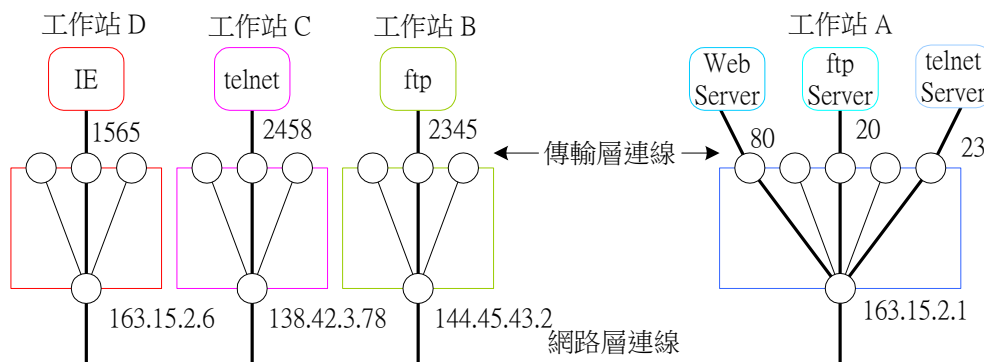 工作站 D
工作站 C
工作站 B
工作站 A
IE
telnet
ftp
Web
Server
ftp
Server
telnet
Server
1565
2458
2345
傳輸層連線
80
20
23
163.15.2.6
138.42.3.78
144.45.43.2
網路層連線
163.15.2.1